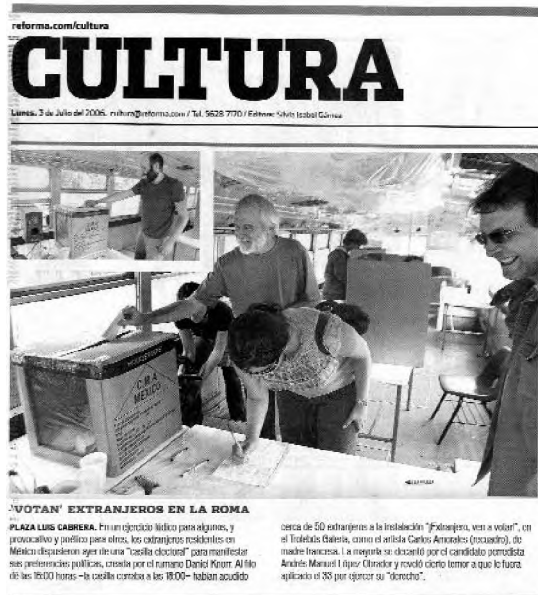 reforma.com/cultura
CULTURA
Lunes, 3 de Julio del 2006. cultura@reforma.com / Tel. 5628 7170 / Editora: Silvia Isabel Gámez
C.R.A.
MEXICO
'VOTAN' EXTRANJEROS EN LA ROMA
PLAZA LUIS CABRERA. En un ejercicio lúdico para algunos, y
provocativo y poético para otros, los extranjeros residentes en
México dispusieron ayer de una "casilla electoral" para manifestar
sus preferencias políticas, creada por el rumano Daniel Knorr. Al filo
de las 16:00 horas –la casilla cerraba a las 18:00– habían acudido
cerca de 50 extranjeros a la instalación "¡Extranjero, ven a votar!", en
el Trolebús Galería, como el artista Carlos Amorales (recuadro), de
madre francesa. La mayoría se decantó por el candidato perredista
Andrés Manuel López Obrador y reveló cierto temor a que le fuera
aplicado el 33 por ejercer su "derecho".